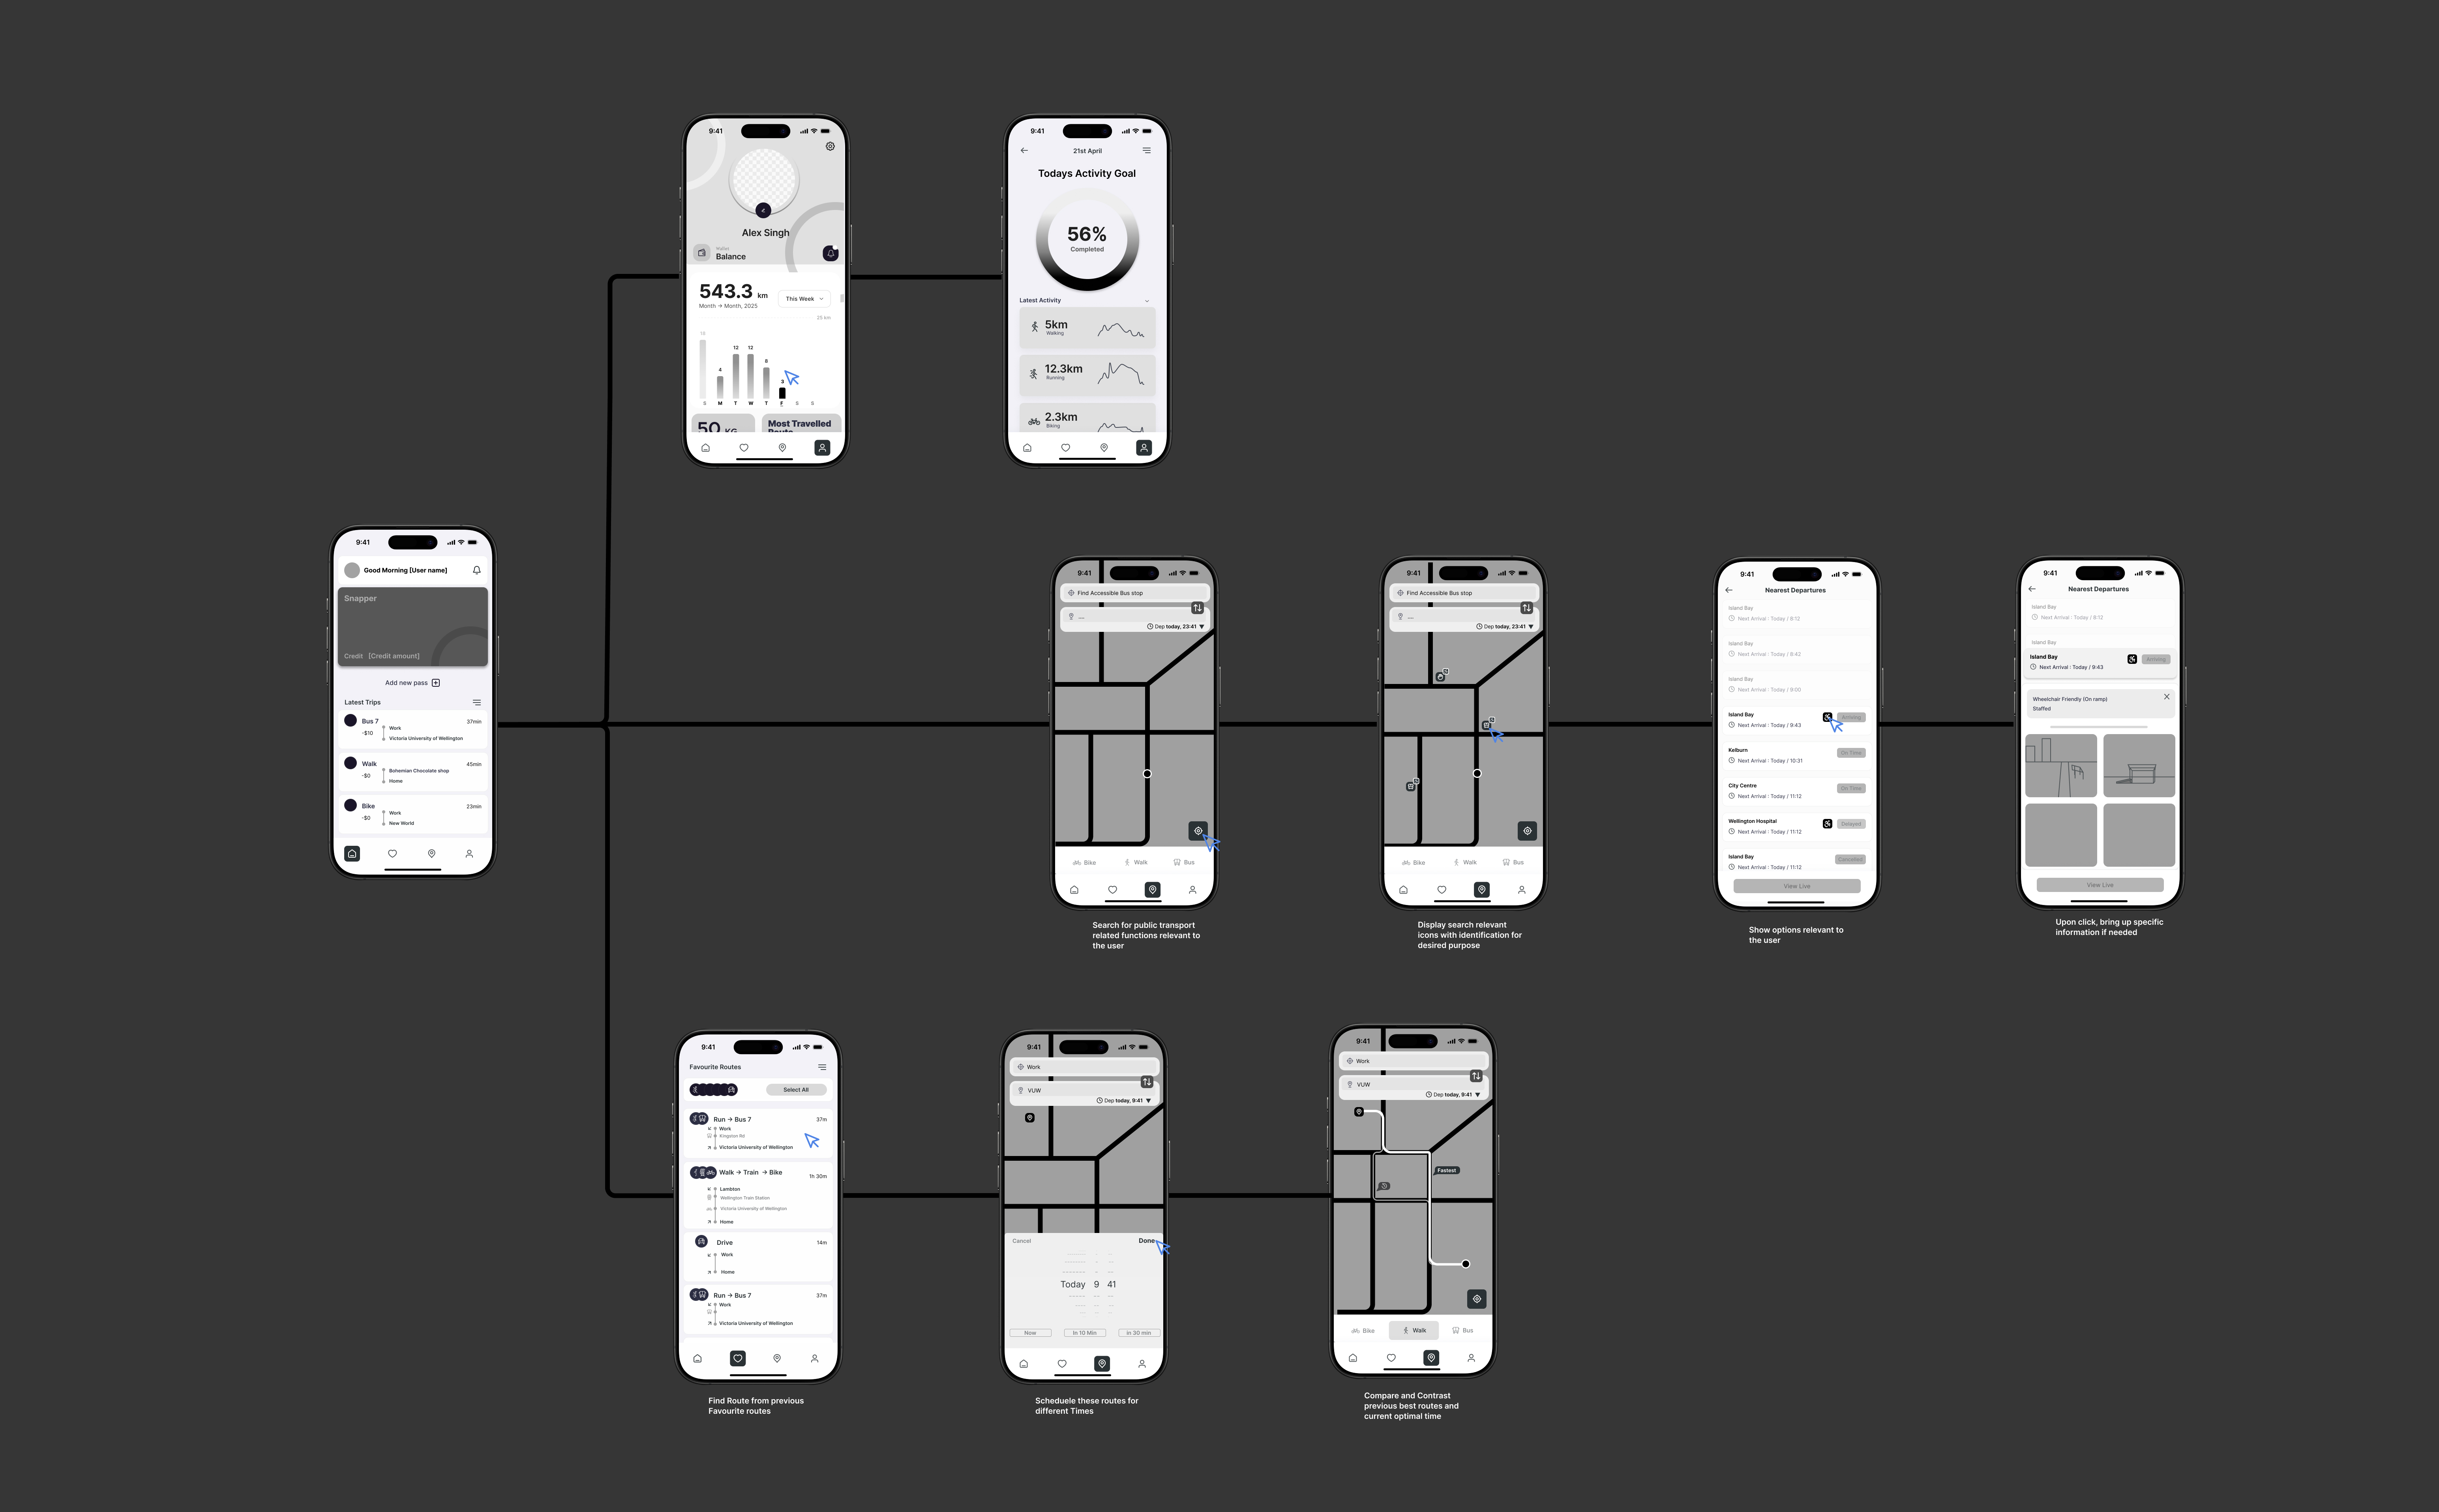 9:41
Alex Singh
Wallet
Balance
543.3 km
Month → Month, 2025
This Week
25 km
4
12
12
8
3
S M T W T F S S
50 KG
Most Travelled
Route
9:41
21st April
Todays Activity Goal
56%
Completed
Latest Activity
5km
Walking
12.3km
Running
2.3km
Biking
9:41
Good Morning [User name]
Snapper
Credit [Credit amount]
Add new pass
Latest Trips
Bus 7
37min
-$10
Work
Victoria University of Wellington
Walk
45min
-$0
Bohemian Chocolate shop
Home
Bike
23min
-$0
Work
New World
9:41
Find Accessible Bus stop
...
Dep today, 23:41
Bike
Walk
Bus
Search for public transport
related functions relevant to
the user
9:41
Find Accessible Bus stop
...
Dep today, 23:41
Bike
Walk
Bus
Display search relevant
icons with identification for
desired purpose
9:41
Nearest Departures
Island Bay
Next Arrival : Today / 8:12
Island Bay
Next Arrival : Today / 8:42
Island Bay
Next Arrival : Today / 9:00
Island Bay
Next Arrival : Today / 9:43
Arriving
Kelburn
Next Arrival : Today / 10:31
On Time
City Centre
Next Arrival : Today / 11:12
On Time
Wellington Hospital
Next Arrival : Today / 11:12
Delayed
Island Bay
Next Arrival : Today / 11:12
Cancelled
View Live
Show options relevant to
the user
9:41
Nearest Departures
Island Bay
Next Arrival : Today / 8:12
Island Bay
Island Bay
Next Arrival : Today / 9:43
Arriving
Wheelchair Friendly (On ramp)
Staffed
View Live
Upon click, bring up specific
information if needed
9:41
Favourite Routes
Select All
Run → Bus 7
37m
Work
Kingston Rd
Victoria University of Wellington
Walk → Train → Bike
1h 30m
Lambton
Wellington Train Station
Victoria University of Wellington
Home
Drive
14m
Work
Home
Run → Bus 7
37m
Work
Victoria University of Wellington
Find Route from previous
Favourite routes
9:41
Work
VUW
Dep today, 9:41
Cancel
Done
Today 9 41
Now
In 10 Min
in 30 min
Scheduele these routes for
different Times
9:41
Work
VUW
Dep today, 9:41
Fastest
Bike
Walk
Bus
Compare and Contrast
previous best routes and
current optimal time